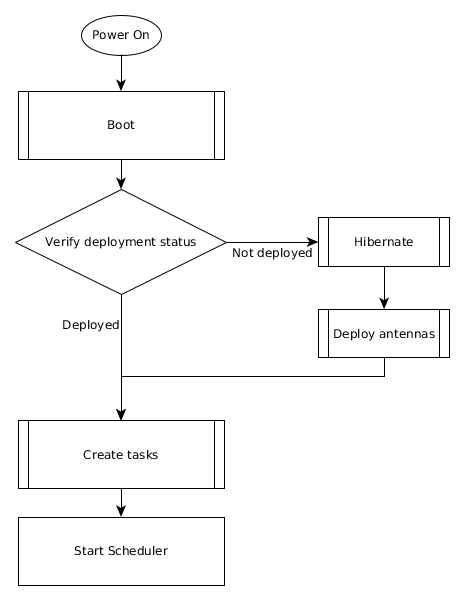 Power On
Boot
Verify deployment status
Hibernate
Not deployed
Deployed
Deploy antennas
Create tasks
Start Scheduler